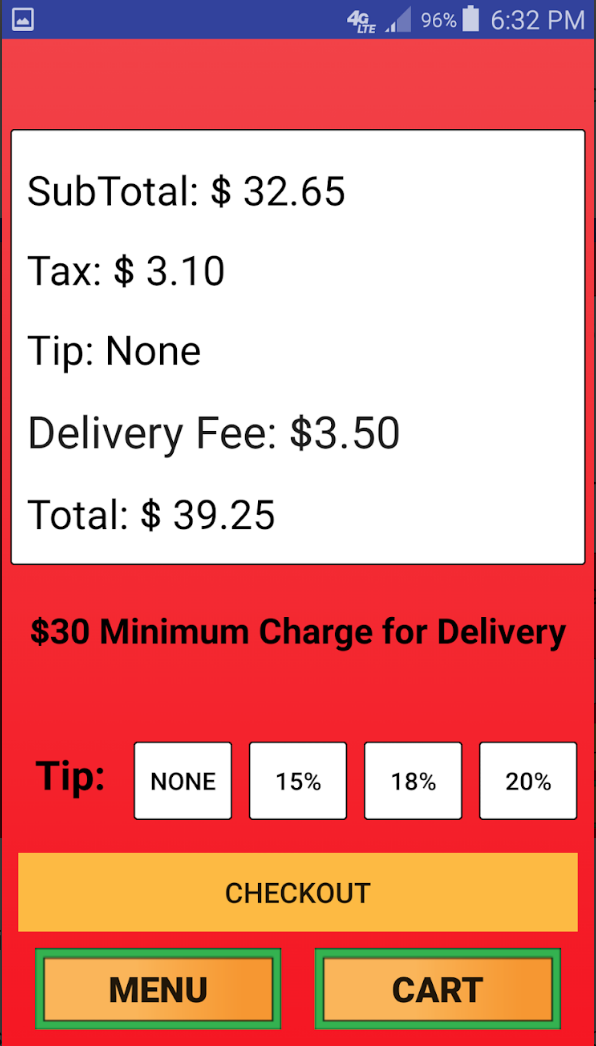 4G LTE 96% 6:32 PM
SubTotal: $ 32.65
Tax: $ 3.10
Tip: None
Delivery Fee: $3.50
Total: $ 39.25
$30 Minimum Charge for Delivery
Tip: NONE 15% 18% 20%
CHECKOUT
MENU CART